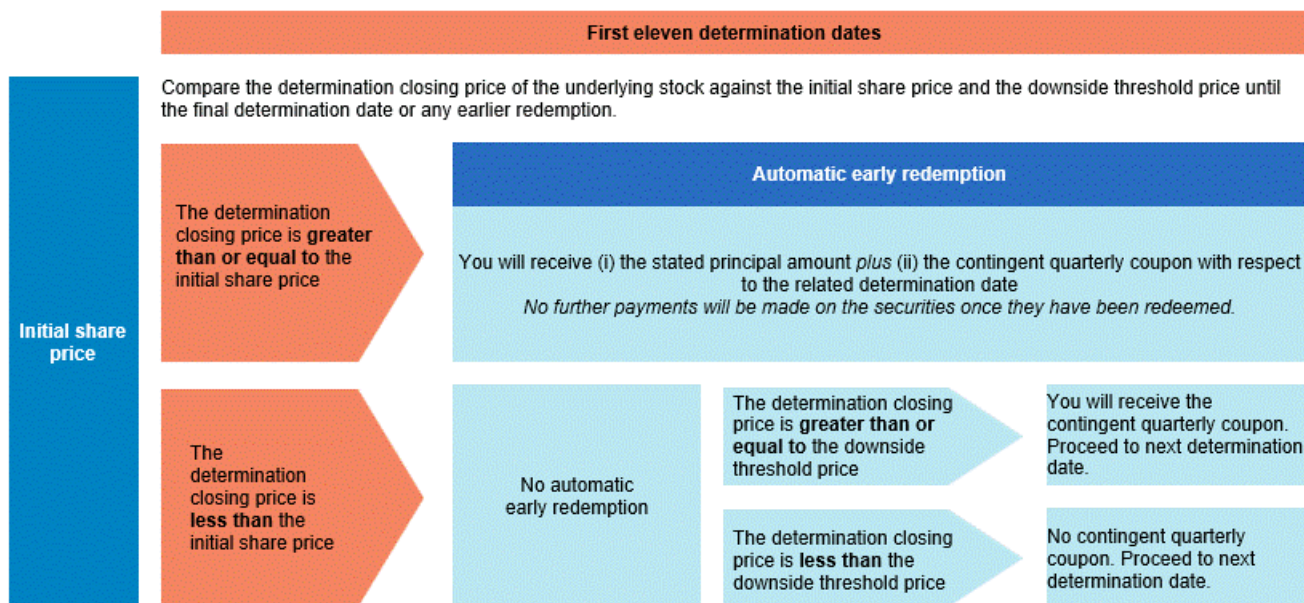 First eleven determination dates
Compare the determination closing price of the underlying stock against the initial share price and the downside threshold price until
the final determination date or any earlier redemption.
Initial share
price
The determination
closing price is greater
than or equal to the
initial share price
Automatic early redemption
You will receive (i) the stated principal amount plus (ii) the contingent quarterly coupon with respect
to the related determination date
No further payments will be made on the securities once they have been redeemed.
The
determination
closing price is
less than the
initial share price
No automatic
early redemption
The determination closing
price is greater than or
equal to the downside
threshold price
You will receive the
contingent quarterly coupon.
Proceed to next determination
date.
The determination closing
price is less than the
downside threshold price
No contingent quarterly
coupon. Proceed to next
determination date.